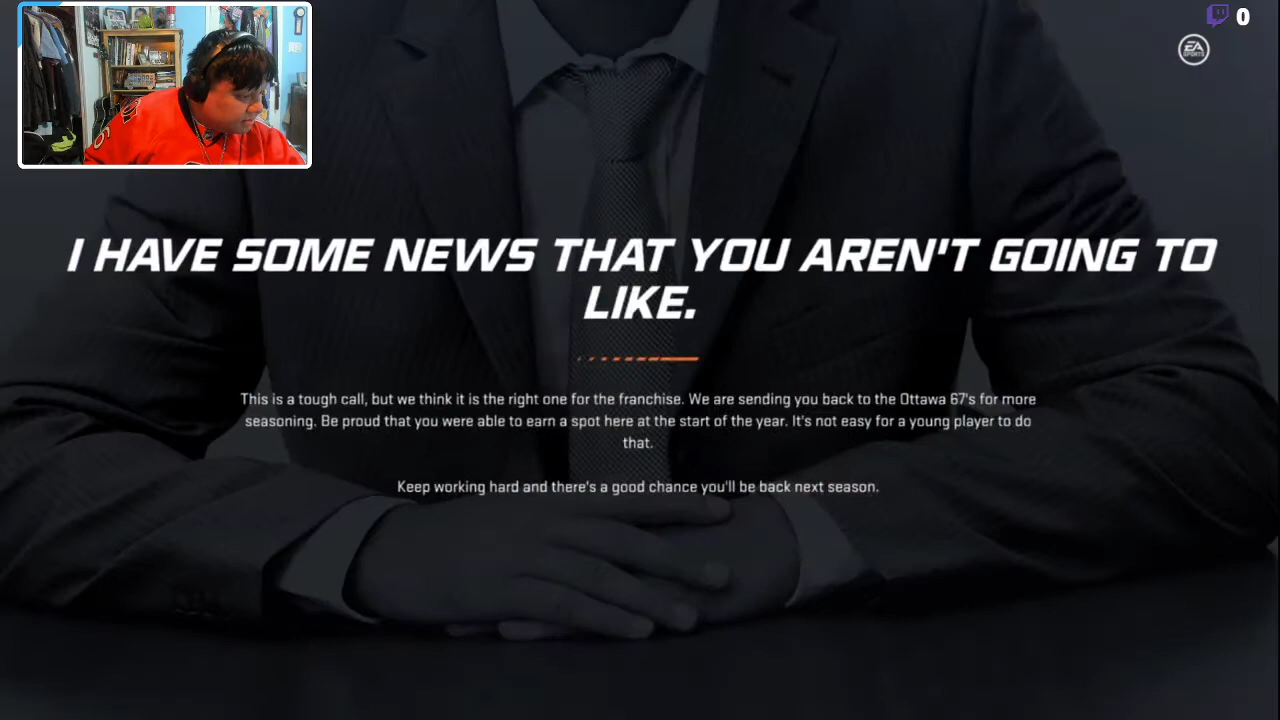 0
EA
SPORTS
I HAVE SOME NEWS THAT YOU AREN'T GOING TO
LIKE.
This is a tough call, but we think it is the right one for the franchise. We are sending you back to the Ottawa 67's for more
seasoning. Be proud that you were able to earn a spot here at the start of the year. It's not easy for a young player to do
that.
Keep working hard and there's a good chance you'll be back next season.